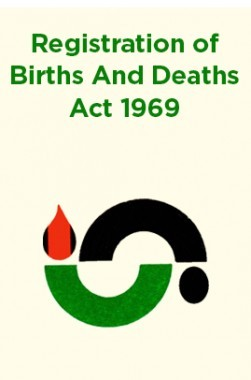 Registration of
Births And Deaths
Act 1969